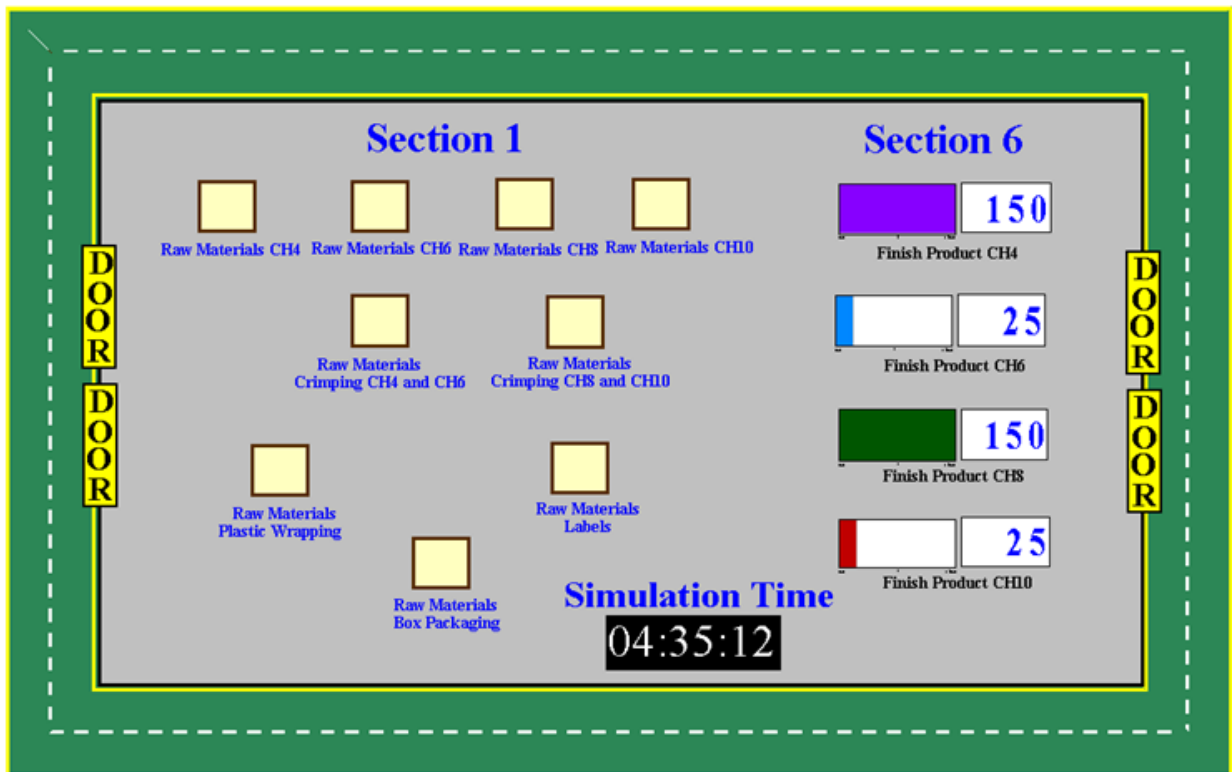 Section 1
Section 6
Raw Materials CH4
Raw Materials CH6
Raw Materials CH8
Raw Materials CH10
150
Finish Product CH4
DOOR
DOOR
25
Finish Product CH6
Raw Materials
Crimping CH4 and CH6
Raw Materials
Crimping CH8 and CH10
DOOR
DOOR
150
Finish Product CH8
Raw Materials
Plastic Wrapping
Raw Materials
Labels
25
Finish Product CH10
Raw Materials
Box Packaging
Simulation Time
04:35:12